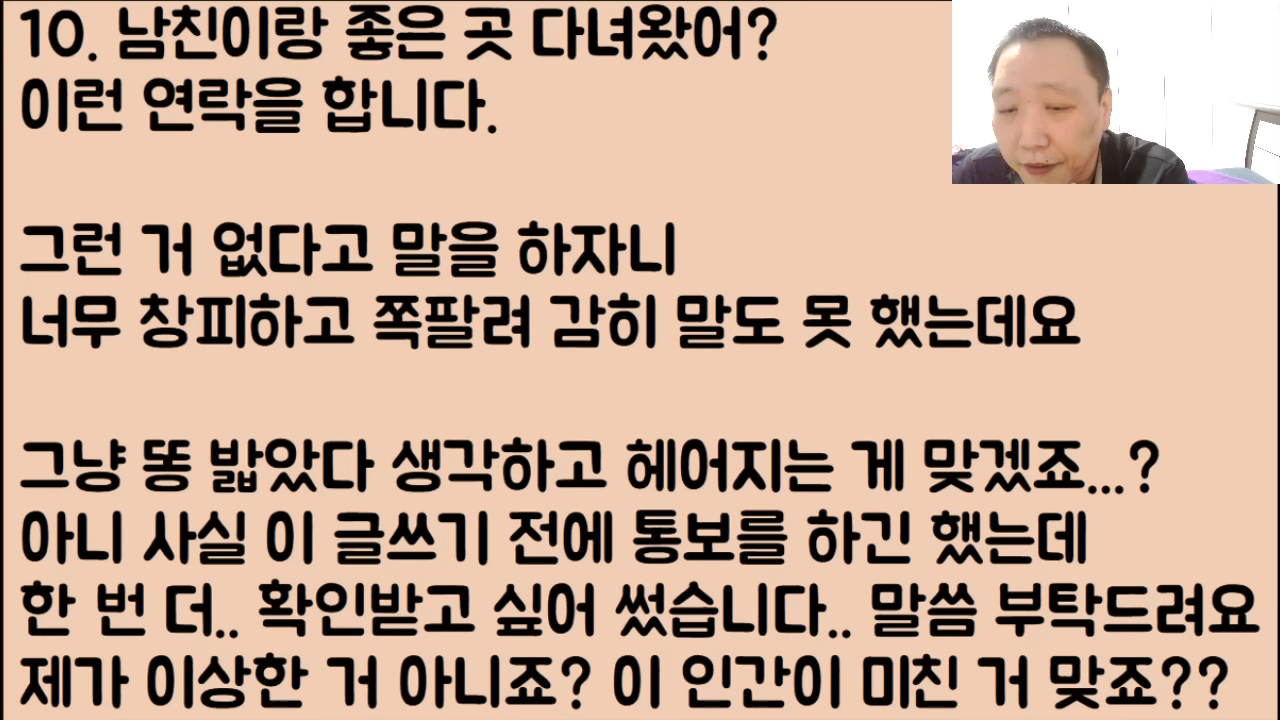 10. 남친이랑 좋은 곳 다녀왔어?
이런 연락을 합니다.
그런 거 없다고 말을 하자니
너무 창피하고 쪽팔려 감히 말도 못 했는데요
그냥 똥 밟았다 생각하고 헤어지는 게 맞겠죠...?
아니 사실 이 글쓰기 전에 통보를 하긴 했는데
한 번 더.. 확인받고 싶어 썼습니다.. 말씀 부탁드려요
제가 이상한 거 아니죠? 이 인간이 미친 거 맞죠??